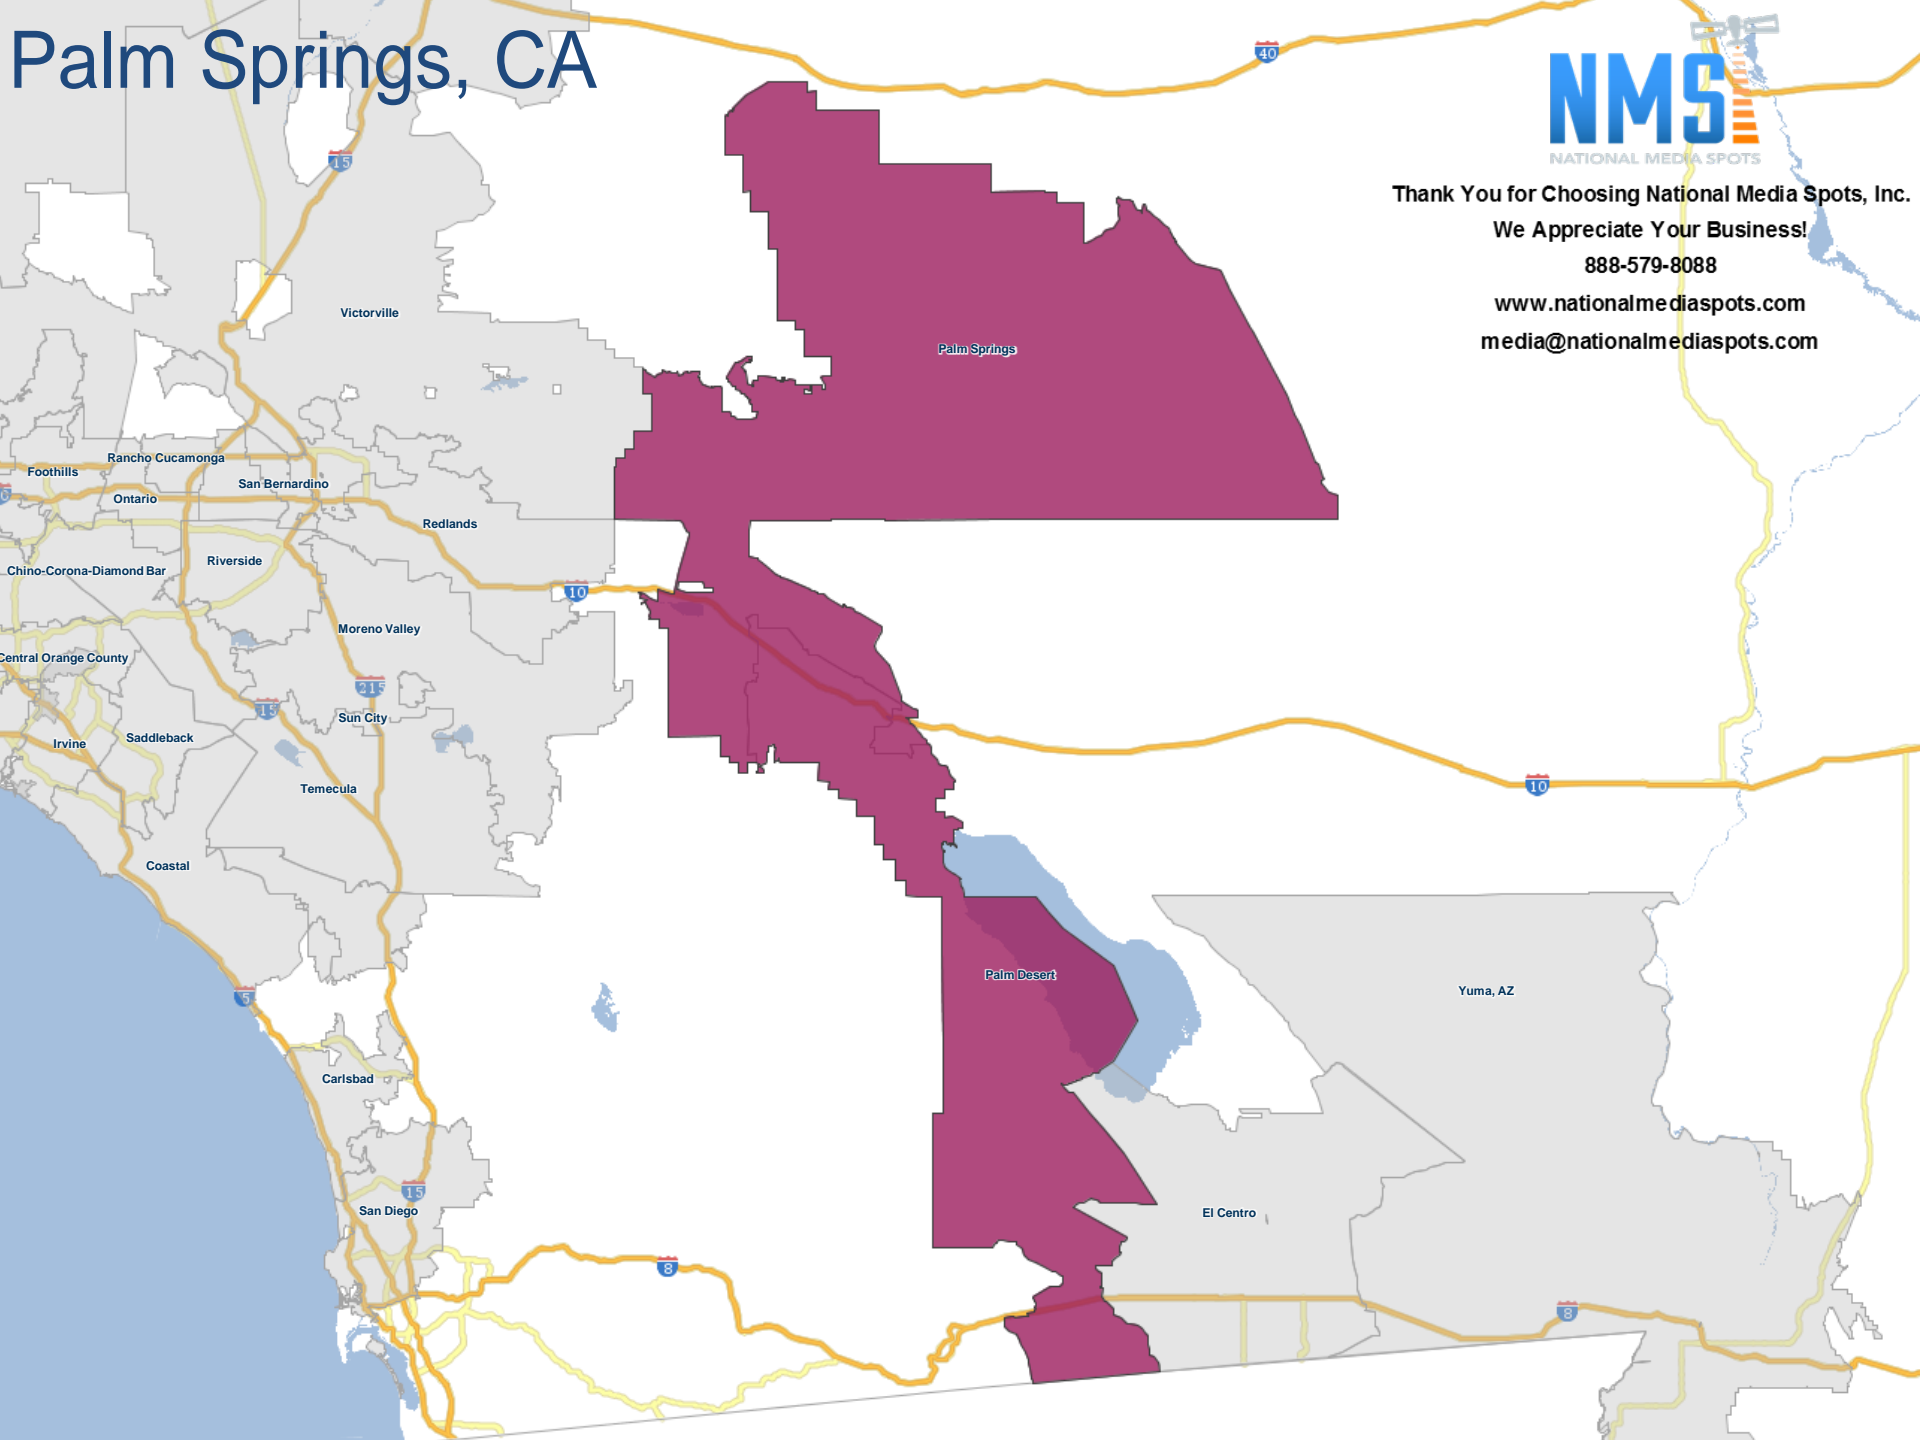 Palm Springs, CA
NMS
NATIONAL MEDIA SPOTS
Thank You for Choosing National Media Spots, Inc.
We Appreciate Your Business!
888-579-8088
www.nationalmediaspots.com
media@nationalmediaspots.com
40
15
Victorville
Palm Springs
Rancho Cucamonga
Foothills
San Bernardino
Ontario
Redlands
Riverside
Chino-Corona-Diamond Bar
10
Moreno Valley
Central Orange County
215
15
Sun City
Saddleback
Irvine
10
Temecula
Coastal
Palm Desert
Yuma, AZ
5
Carlsbad
15
San Diego
El Centro
8
8